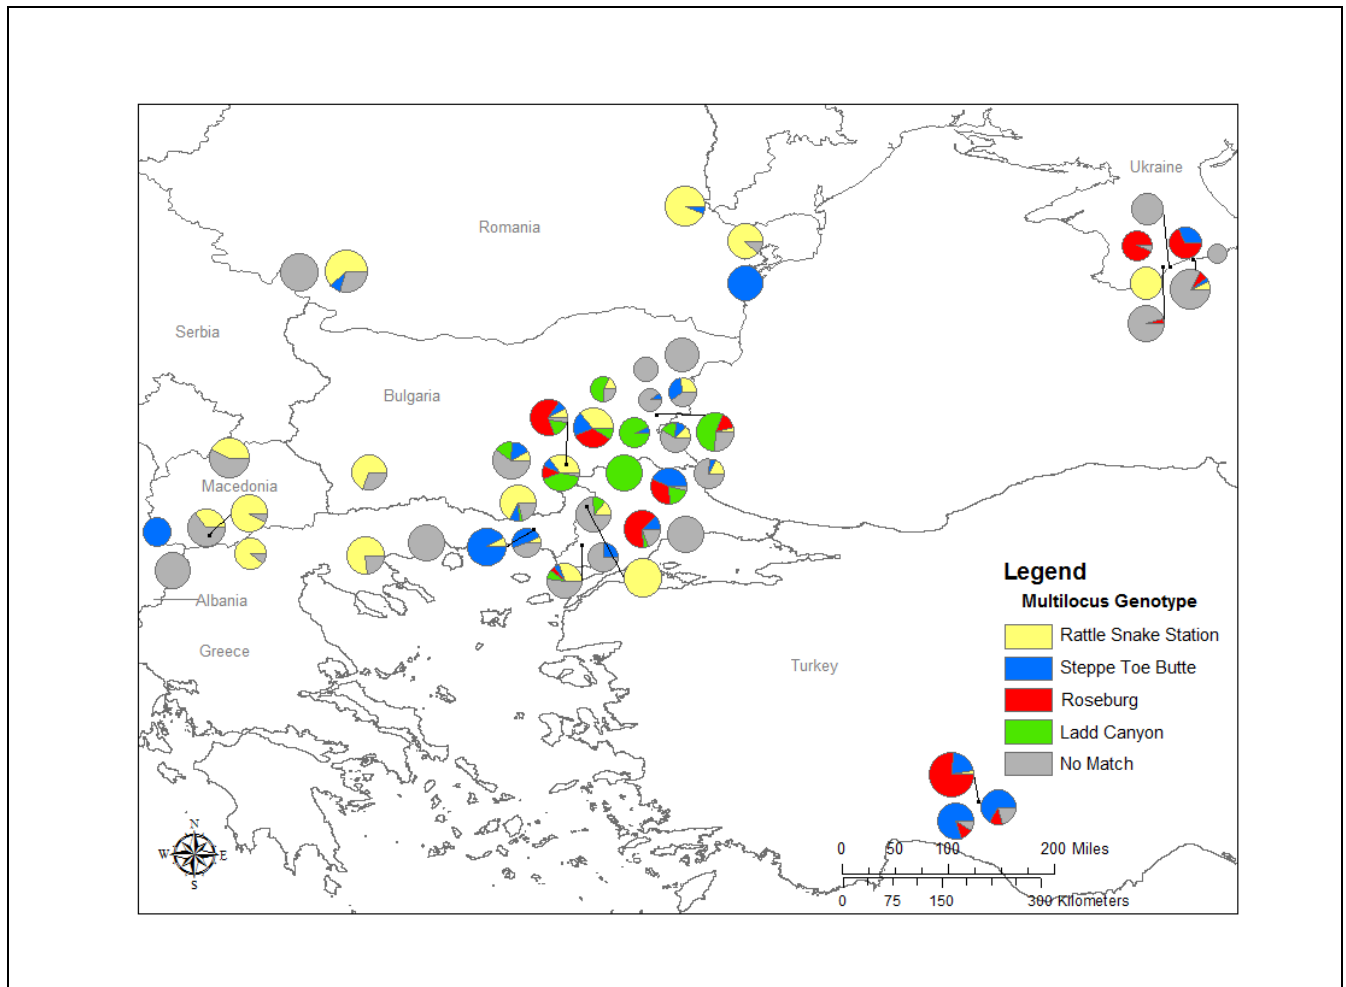 Ukraine
Romania
Serbia
Bulgaria
Macedonia
Albania
Greece
Turkey
Legend
Multilocus Genotype
Rattle Snake Station
Steppe Toe Butte
Roseburg
Ladd Canyon
No Match
N
W E
S
0 50 100 200 Miles
0 75 150 300 Kilometers